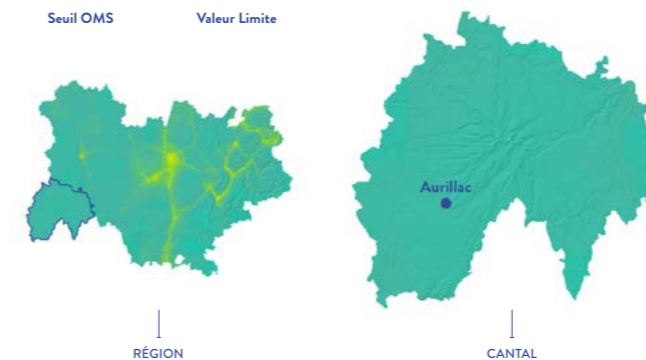 Seuil OMS
Valeur Limite
Aurillac
RÉGION
CANTAL